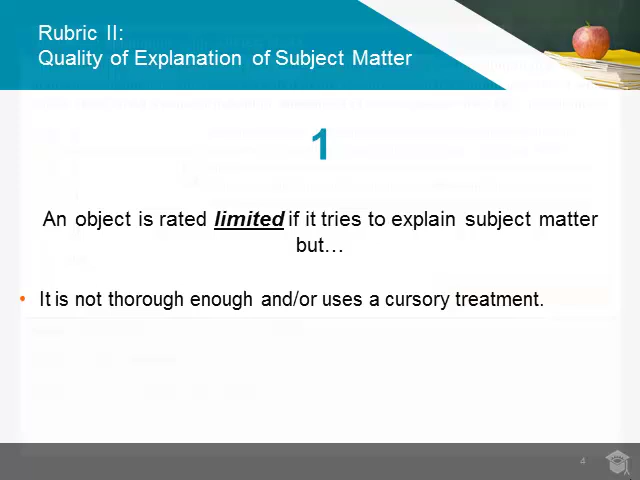 Rubric II:
Quality of Explanation of Subject Matter
1
An object is rated limited if it tries to explain subject matter
but…
• It is not thorough enough and/or uses a cursory treatment.
4